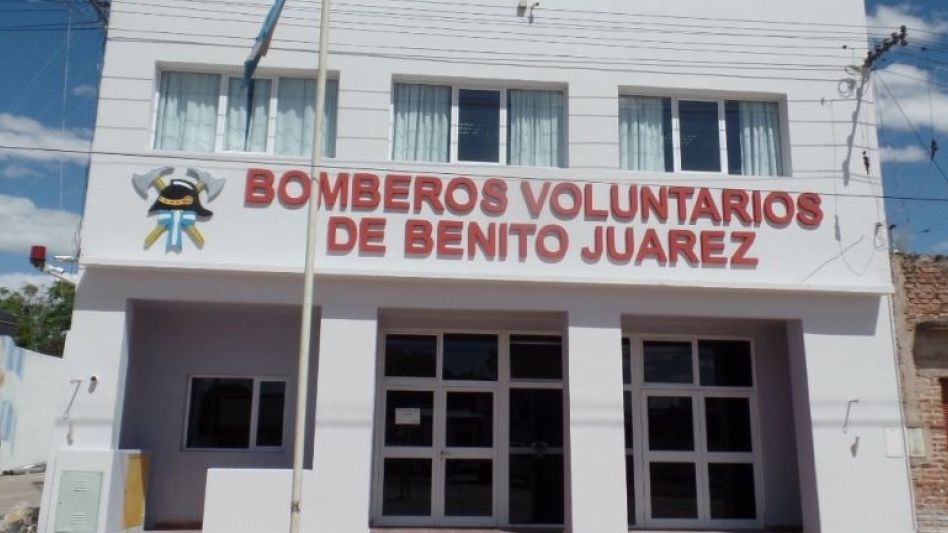 BOMBEROS VOLUNTARIOS
DE BENITO JUAREZ